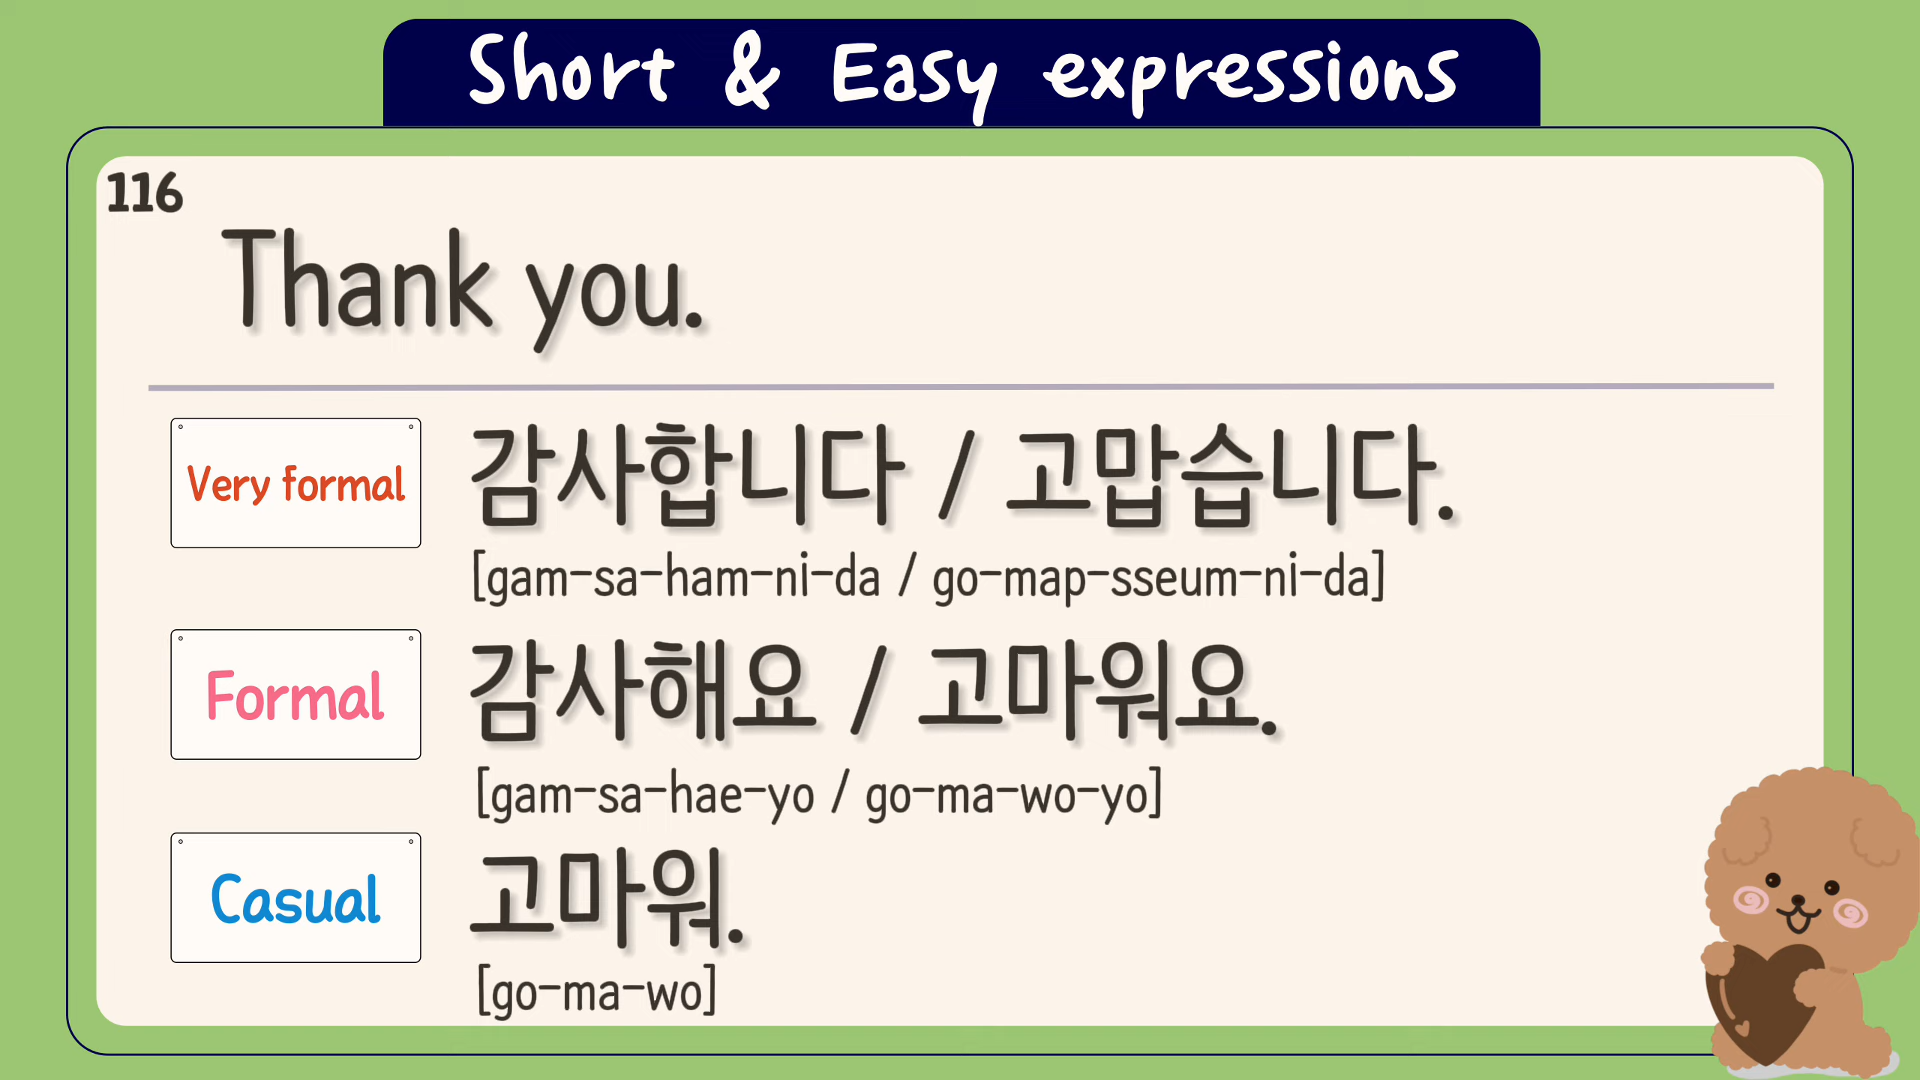 Short & Easy expressions
116
Thank you.
Very formal
감사합니다 / 고맙습니다.
[gam-sa-ham-ni-da / go-map-sseum-ni-da]
Formal
감사해요 / 고마워요.
[gam-sa-hae-yo / go-ma-wo-yo]
Casual
고마워.
[go-ma-wo]